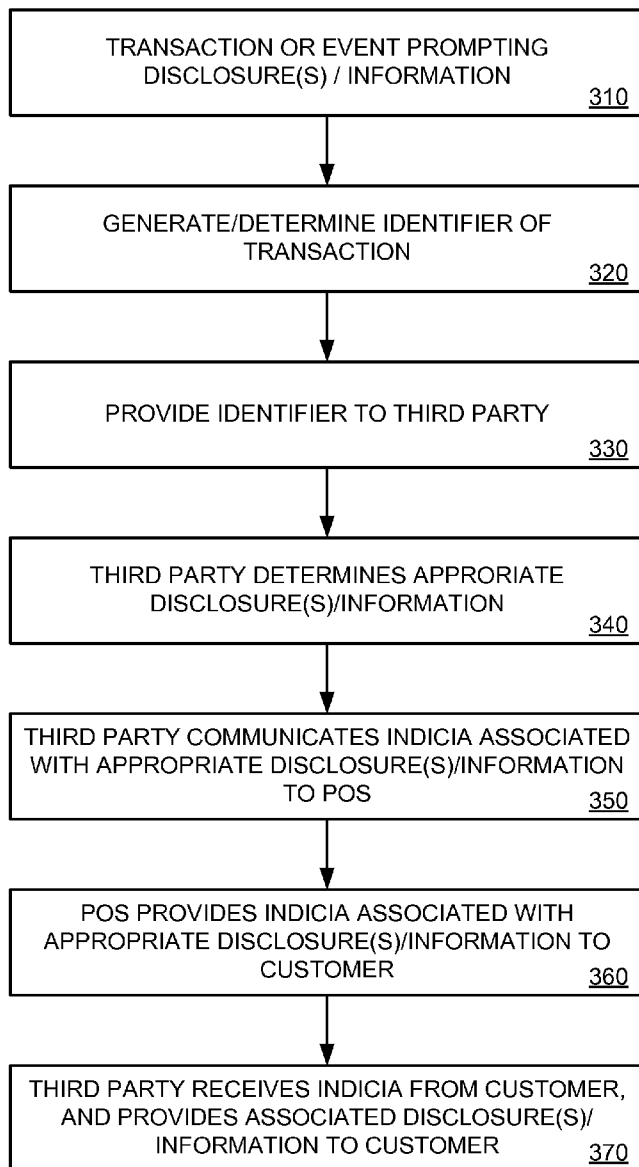 TRANSACTION OR EVENT PROMPTING
DISCLOSURE(S) / INFORMATION
310
GENERATE/DETERMINE IDENTIFIER OF
TRANSACTION
320
PROVIDE IDENTIFIER TO THIRD PARTY
330
THIRD PARTY DETERMINES APPRORIATE
DISCLOSURE(S)/INFORMATION
340
THIRD PARTY COMMUNICATES INDICIA ASSOCIATED
WITH APPROPRIATE DISCLOSURE(S)/INFORMATION
TO POS
350
POS PROVIDES INDICIA ASSOCIATED WITH
APPROPRIATE DISCLOSURE(S)/INFORMATION TO
CUSTOMER
360
THIRD PARTY RECEIVES INDICIA FROM CUSTOMER,
AND PROVIDES ASSOCIATED DISCLOSURE(S)/
INFORMATION TO CUSTOMER
370